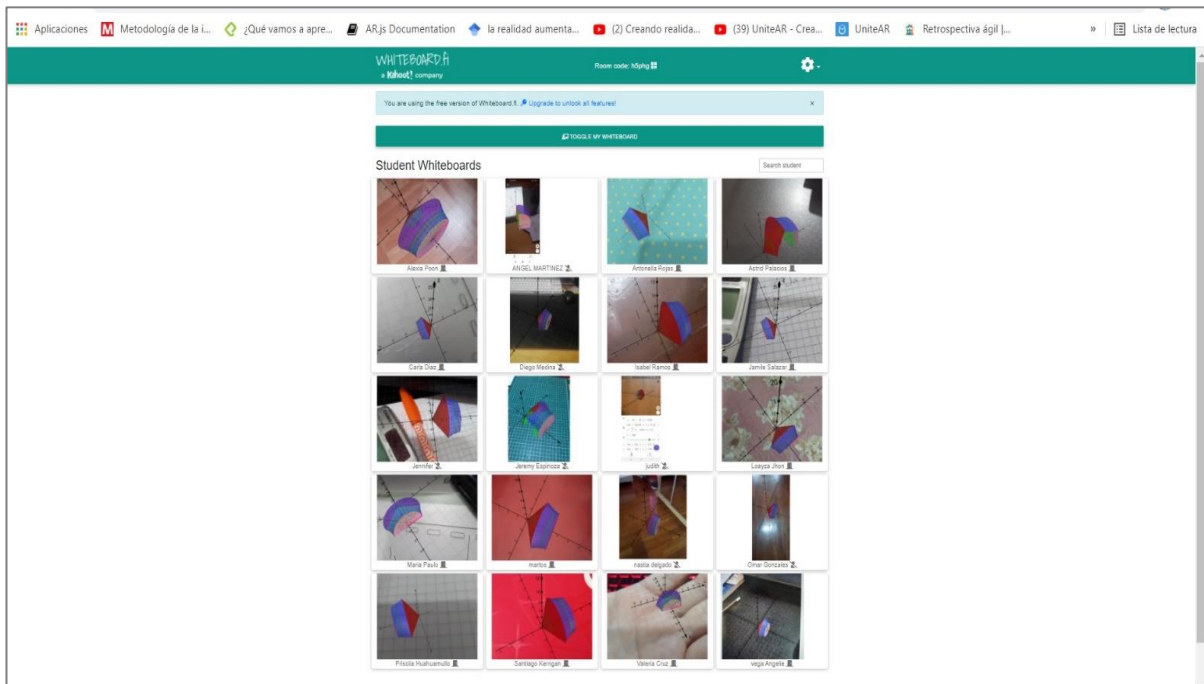 Aplicaciones
Metodología de la i...
¿Qué vamos a apre...
AR.js Documentation
la realidad aumenta...
(2) Creando realida...
(39) UniteAR - Crea...
UniteAR
Retrospectiva ágil |...
»
Lista de lectura
WHITEBOARD.fi
a Kahoot! company
Room code: h5phg
You are using the free version of Whiteboard.fi. Upgrade to unlock all features!
×
TOGGLE MY WHITEBOARD
Student Whiteboards
Search student
Alexia Poon
ANGEL MARTINEZ
Antonella Rojas
Astrid Palacios
Carla Diaz
Diego Medina
Isabel Ramos
Jamile Salazar
Jennifer
Jeremy Espinoza
judith
Loayza Jhon
Maria Paulo
martus
nastia delgado
Omar Gonzales
Priscila Huahuamullo
Santiago Kerrigan
Valeria Cruz
vega Angelie